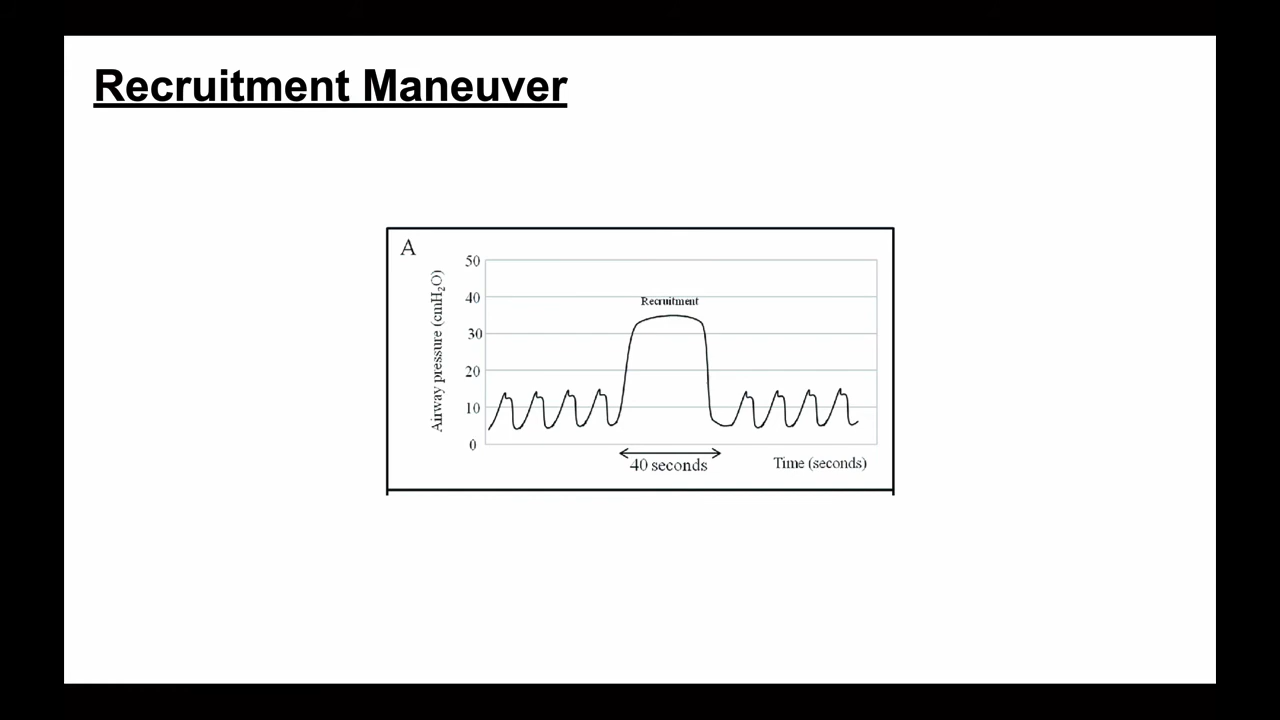 Recruitment Maneuver
A
Airway pressure (cmH₂O)
50
40
30
20
10
0
Recruitment
40 seconds
Time (seconds)